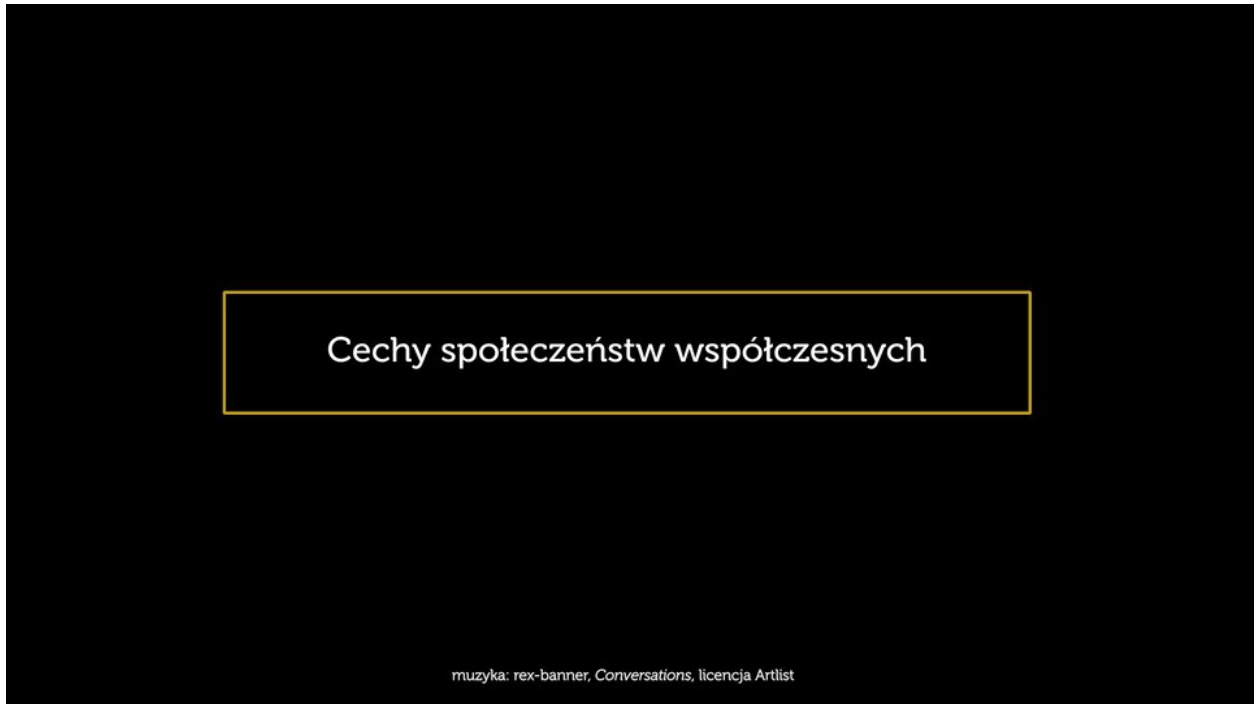 Cechy społeczeństw współczesnych
muzyka: rex-banner, Conversations, licencja Artlist